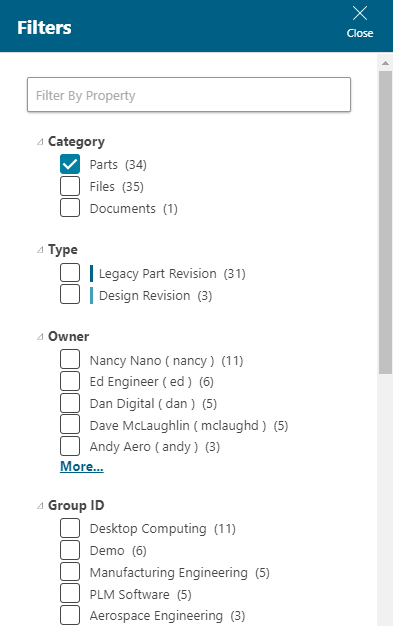 Filters
Close
Filter By Property
Category
Parts (34)
Files (35)
Documents (1)
Type
Legacy Part Revision (31)
Design Revision (3)
Owner
Nancy Nano ( nancy ) (11)
Ed Engineer ( ed ) (6)
Dan Digital ( dan ) (5)
Dave McLaughlin ( mclaughd ) (5)
Andy Aero ( andy ) (3)
More...
Group ID
Desktop Computing (11)
Demo (6)
Manufacturing Engineering (5)
PLM Software (5)
Aerospace Engineering (3)